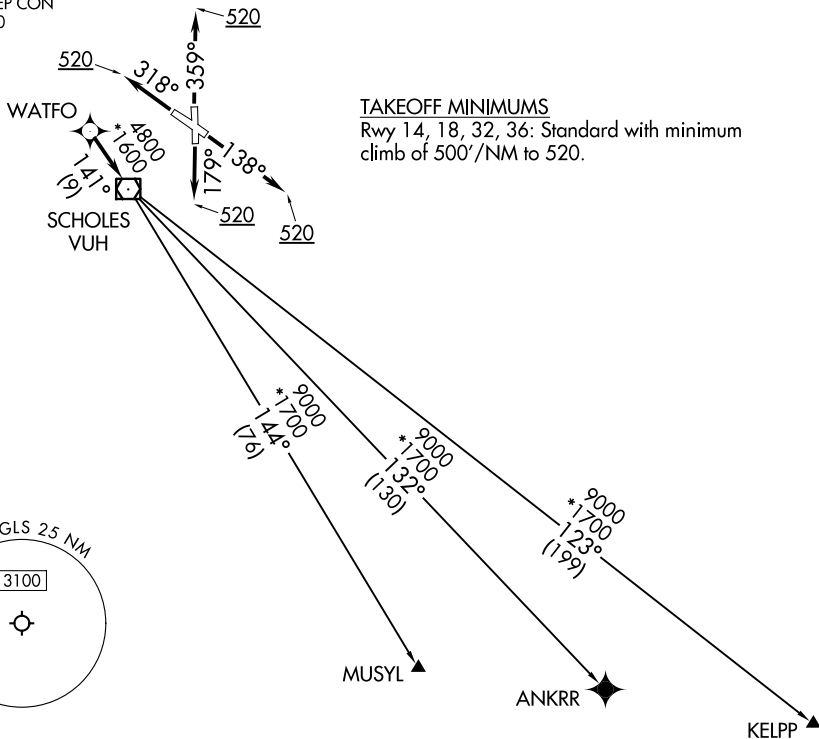 EP CON
0
520
359°
520
318°
WATFO
TAKEOFF MINIMUMS
Rwy 14, 18, 32, 36: Standard with minimum
climb of 500'/NM to 520.
4800
*1600
141°
(9)
138°
179°
520
520
SCHOLES
VUH
9000
*1700
144°
(76)
9000
*1700
132°
(130)
9000
*1700
123°
(199)
GLS 25 NM
3100
MUSYL
ANKRR
KELPP